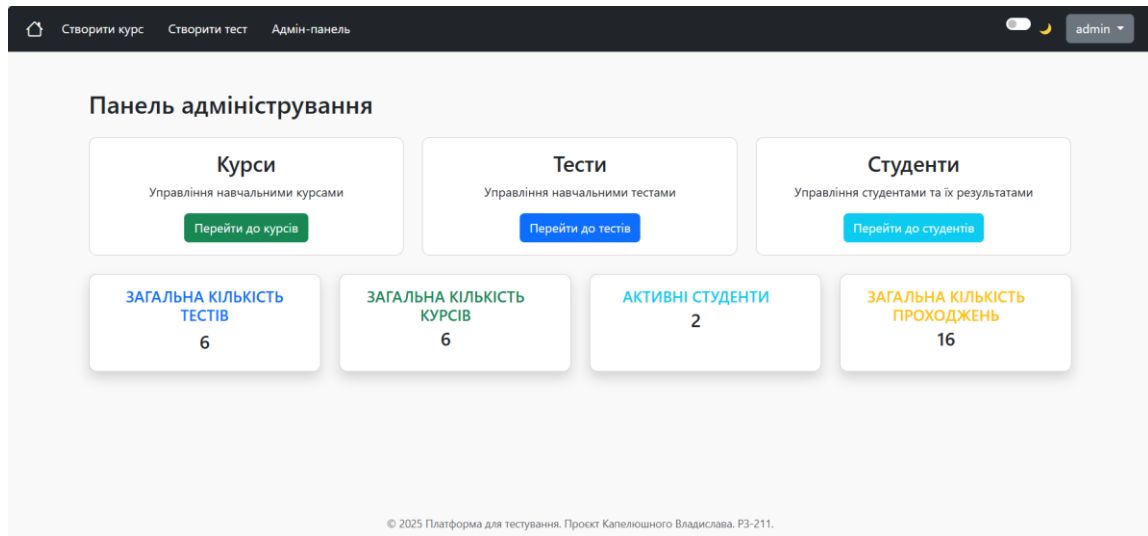 Створити курс Створити тест Адмін-панель admin
Панель адміністрування
Курси
Управління навчальними курсами
Перейти до курсів
Тести
Управління навчальними тестами
Перейти до тестів
Студенти
Управління студентами та їх результатами
Перейти до студентів
ЗАГАЛЬНА КІЛЬКІСТЬ
ТЕСТІВ
6
ЗАГАЛЬНА КІЛЬКІСТЬ
КУРСІВ
6
АКТИВНІ СТУДЕНТИ
2
ЗАГАЛЬНА КІЛЬКІСТЬ
ПРОХОДЖЕНЬ
16
© 2025 Платформа для тестування. Проєкт Капелюшного Владислава. РЗ-211.